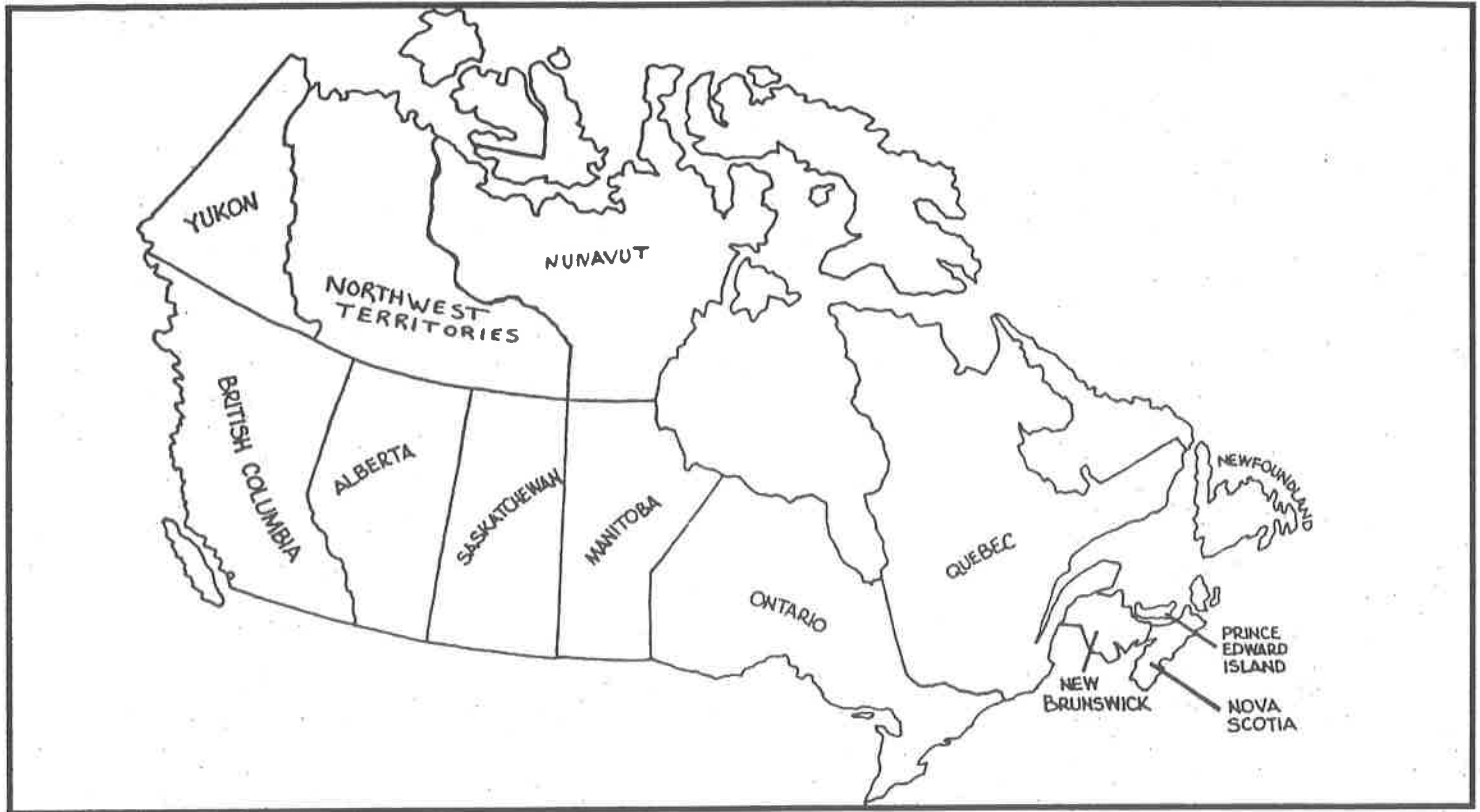 YUKON
NORTHWEST
TERRITORIES
NUNAVUT
BRITISH COLUMBIA
ALBERTA
SASKATCHEWAN
MANITOBA
ONTARIO
QUEBEC
NEWFOUNDLAND
PRINCE
EDWARD
ISLAND
NEW
BRUNSWICK
NOVA
SCOTIA